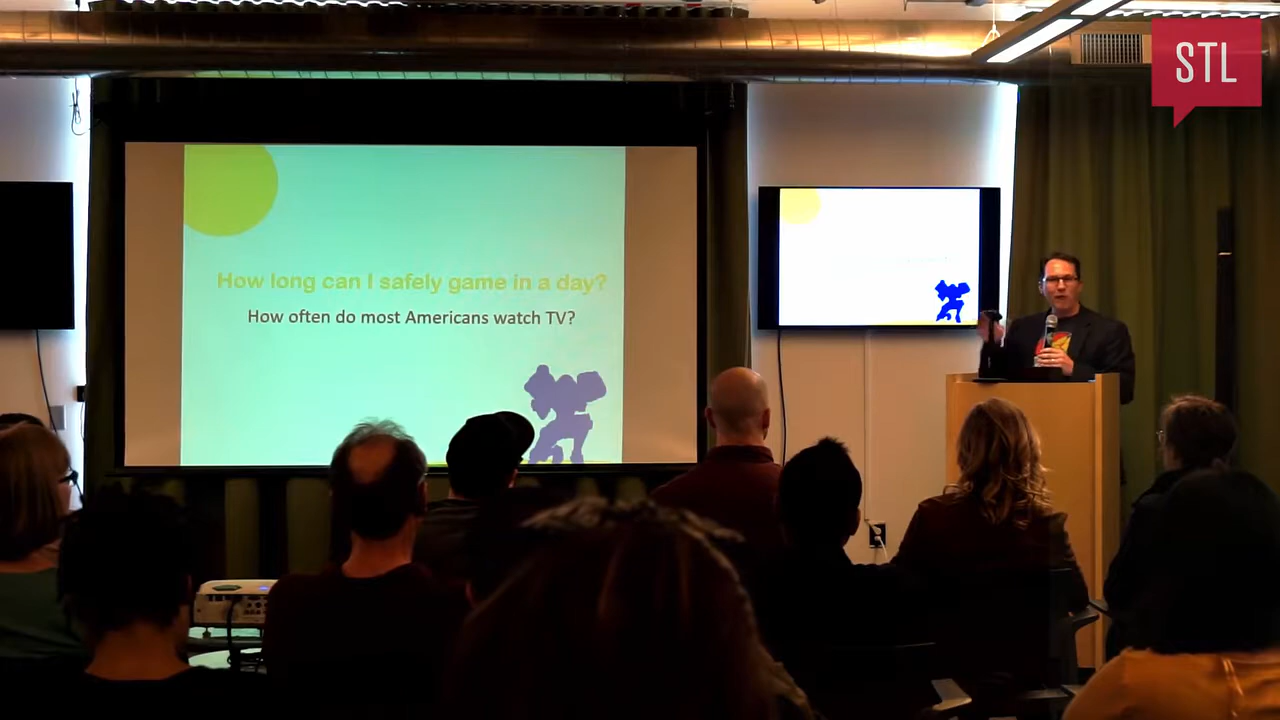 STL
How long can I safely game in a day?
How often do most Americans watch TV?